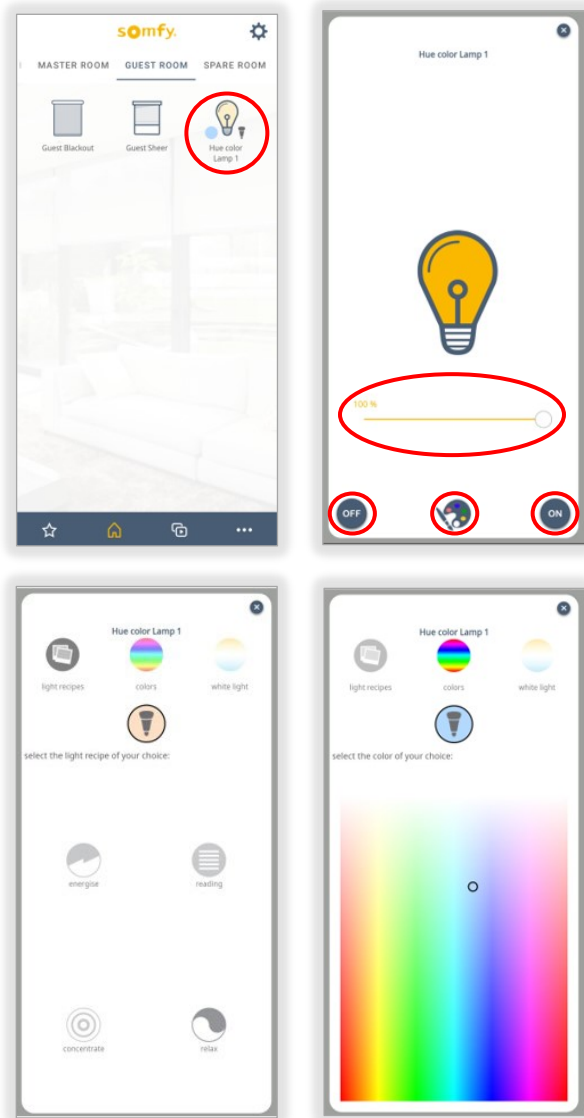 somfy.
MASTER ROOM GUEST ROOM SPARE ROOM
Guest Blackout Guest Sheer Hue color
Lamp 1
Hue color Lamp 1
100 %
OFF ON
Hue color Lamp 1
light recipes colors white light
select the light recipe of your choice:
energise reading
concentrate relax
Hue color Lamp 1
light recipes colors white light
select the color of your choice: